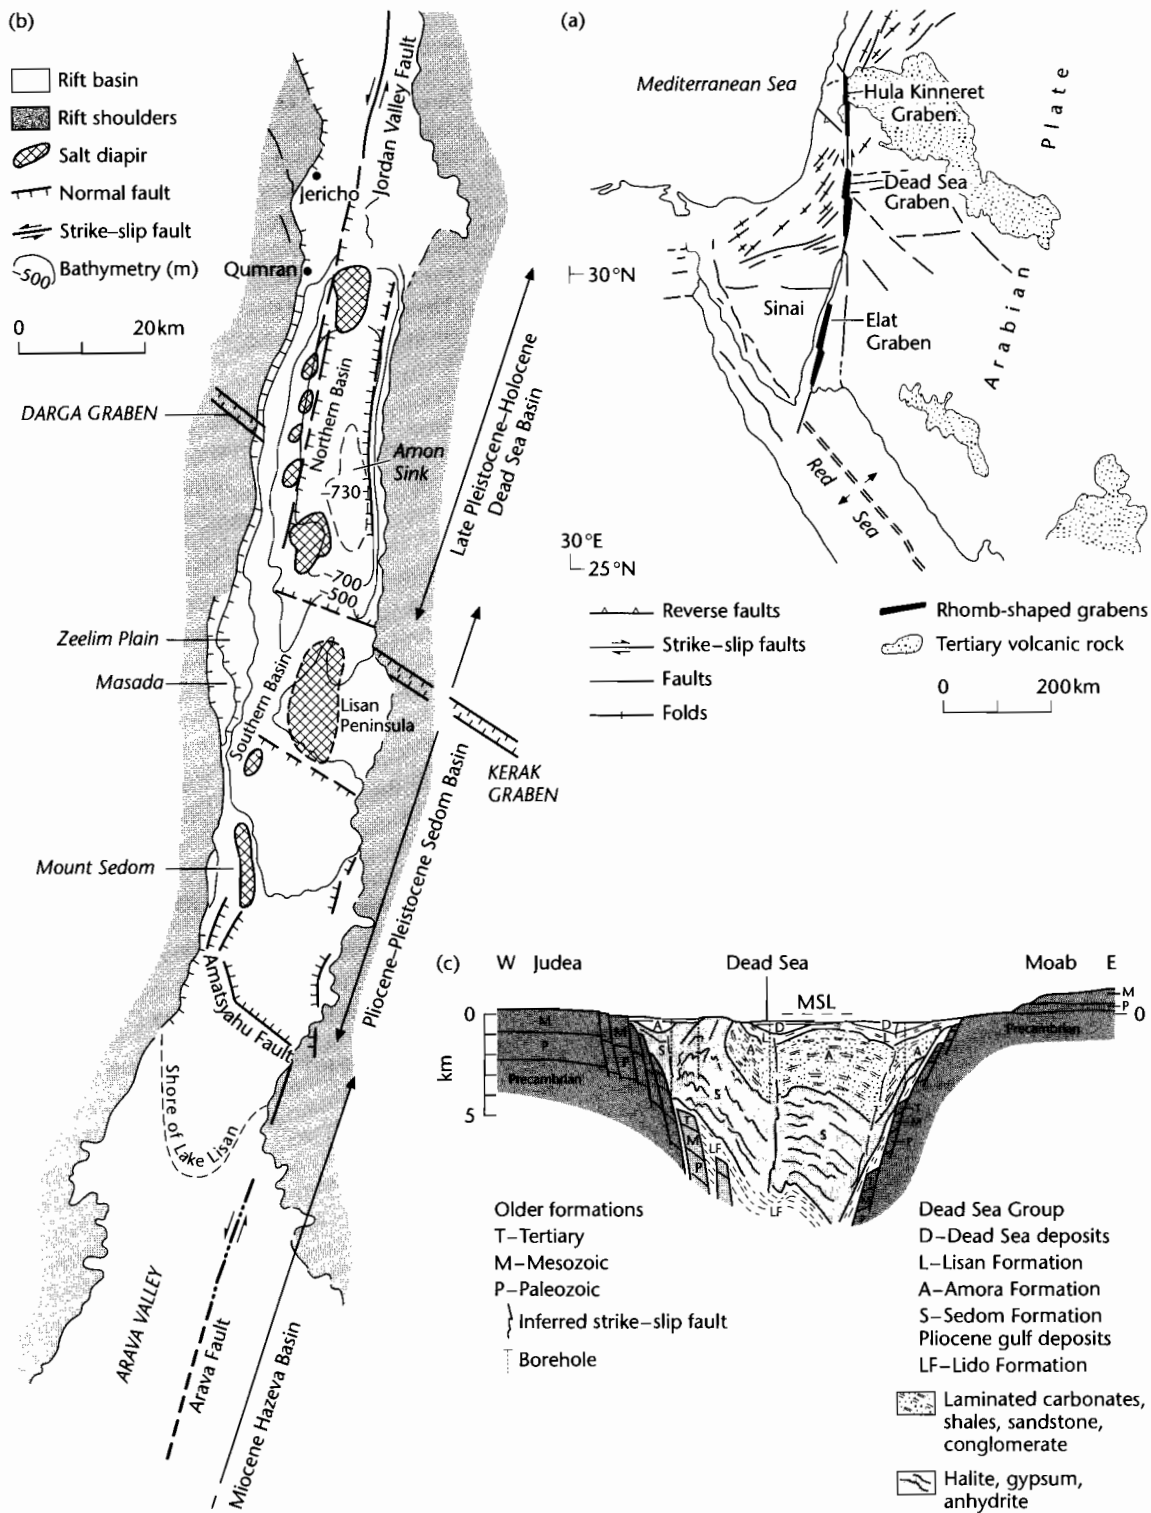 (b)
Rift basin
Rift shoulders
Salt diapir
Normal fault
Strike–slip fault
-500
Bathymetry (m)
0 20 km
Jordan Valley Fault
Jericho
Qumran
DARGA GRABEN
Northern Basin
Amon
Sink
-730
-700
-500
Late Pleistocene–Holocene
Dead Sea Basin
Zeelim Plain
Masada
Southern Basin
Lisan
Peninsula
KERAK
GRABEN
Mount Sedom
Pliocene–Pleistocene Sedom Basin
Amatsyahu Fault
Shore of Lake Lisan
ARAVA VALLEY
Arava Fault
Miocene Hazeva Basin
(a)
Mediterranean Sea
Hula Kinneret
Graben
Dead Sea
Graben
Arabian Plate
30°N
Sinai
Elat
Graben
Red Sea
30°E
25°N
Reverse faults
Strike–slip faults
Faults
Folds
Rhomb-shaped grabens
Tertiary volcanic rock
0 200 km
(c)
W Judea Dead Sea Moab E
MSL
0
km
5
M
P
Precambrian
M
P
A
S
S
L
D
A
L
A
D
L
A
S
T
M
P
LF
LF
T
M
P
Precambrian
M
P
0
Older formations
T–Tertiary
M–Mesozoic
P–Paleozoic
Inferred strike–slip fault
Borehole
Dead Sea Group
D–Dead Sea deposits
L–Lisan Formation
A–Amora Formation
S–Sedom Formation
Pliocene gulf deposits
LF–Lido Formation
Laminated carbonates,
shales, sandstone,
conglomerate
Halite, gypsum,
anhydrite